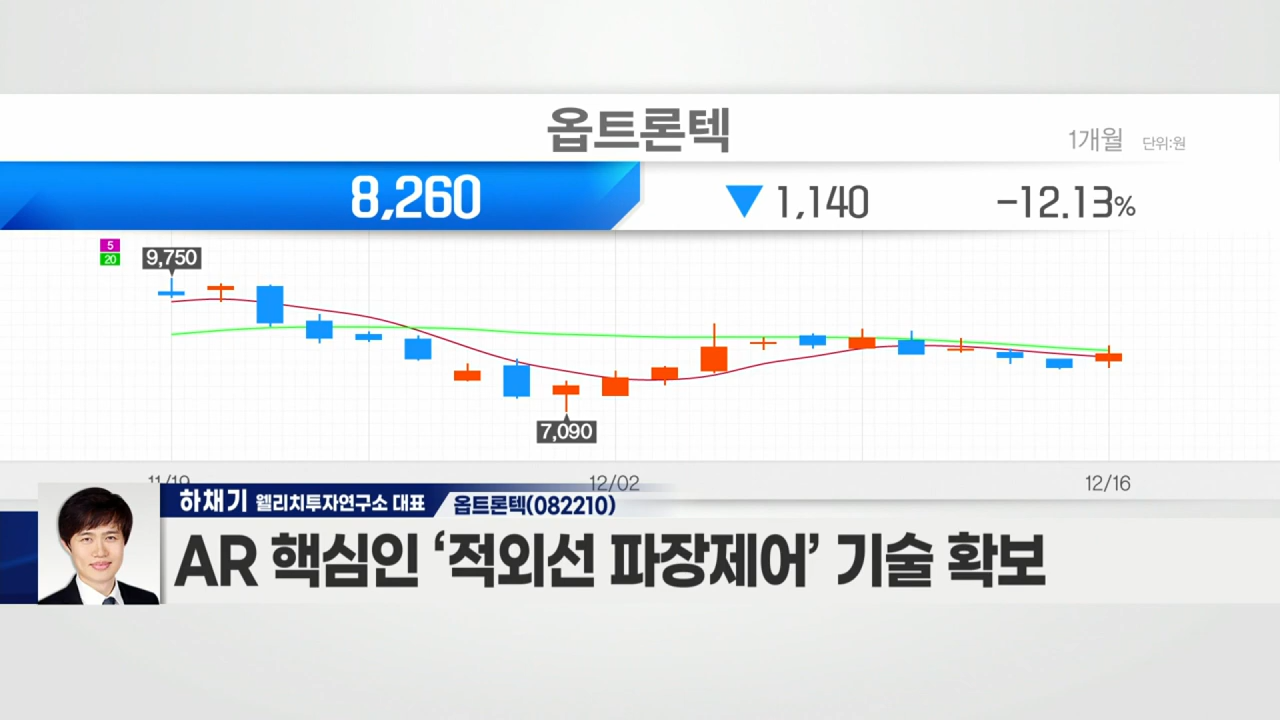 옵트론텍
1개월 단위:원
8,260 ▼1,140 -12.13%
5
20
9,750
7,090
11/19 12/02 12/16
하채기 웰리치투자연구소 대표 옵트론텍(082210)
AR 핵심인 ‘적외선 파장제어’ 기술 확보